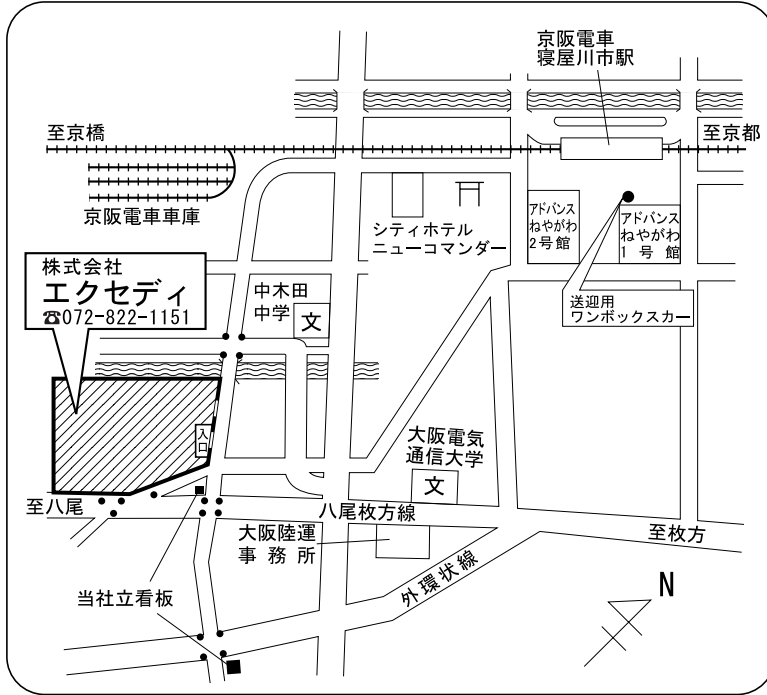 京阪電車
寝屋川市駅
至京橋
至京都
京阪電車車庫
シティホテル
ニューコマンダー
アドバンス
ねやがわ
2号館
アドバンス
ねやがわ
1号館
株式会社
エクセディ
☎072-822-1151
中木田
中学
文
送迎用
ワンボックスカー
入口
大阪電気
通信大学
文
至八尾
八尾枚方線
大阪陸運
事務所
至枚方
外環状線
当社立看板
N